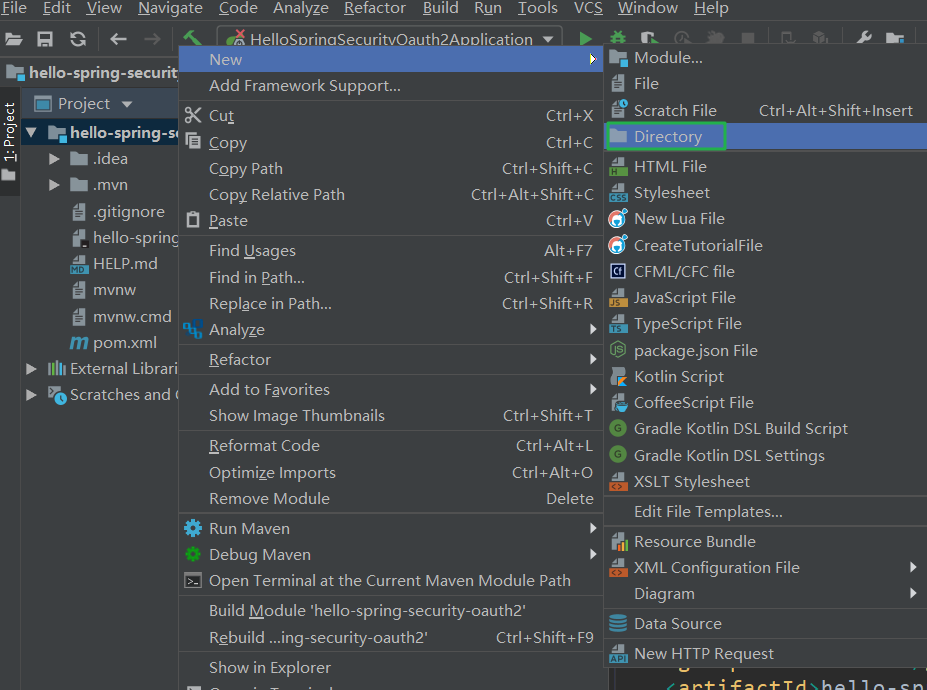 File Edit View Navigate Code Analyze Refactor Build Run Tools VCS Window Help
HelloSpringSecurityOauth2Application
hello-spring-securit
1: Project
Project
hello-spring-se
.idea
.mvn
.gitignore
hello-spring
HELP.md
mvnw
mvnw.cmd
pom.xml
External Librari
Scratches and
New
Add Framework Support...
Cut Ctrl+X
Copy Ctrl+C
Copy Path Ctrl+Shift+C
Copy Relative Path Ctrl+Alt+Shift+C
Paste Ctrl+V
Find Usages Alt+F7
Find in Path... Ctrl+Shift+F
Replace in Path... Ctrl+Shift+R
Analyze
Refactor
Add to Favorites
Show Image Thumbnails Ctrl+Shift+T
Reformat Code Ctrl+Alt+L
Optimize Imports Ctrl+Alt+O
Remove Module Delete
Run Maven
Debug Maven
Open Terminal at the Current Maven Module Path
Build Module 'hello-spring-security-oauth2'
Rebuild ...ing-security-oauth2' Ctrl+Shift+F9
Show in Explorer
Module...
File
Scratch File Ctrl+Alt+Shift+Insert
Directory
HTML File
Stylesheet
New Lua File
CreateTutorialFile
CFML/CFC file
JavaScript File
TypeScript File
package.json File
Kotlin Script
CoffeeScript File
Gradle Kotlin DSL Build Script
Gradle Kotlin DSL Settings
XSLT Stylesheet
Edit File Templates...
Resource Bundle
XML Configuration File
Diagram
Data Source
New HTTP Request
<artifactId>hello-sp